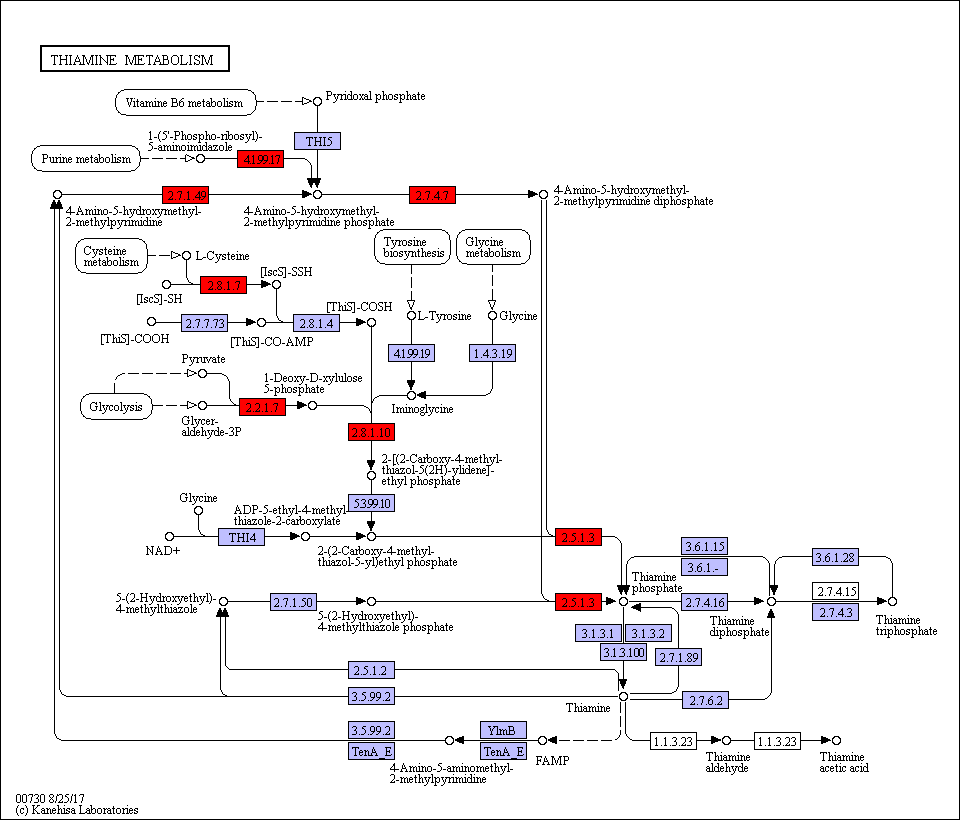 THIAMINE METABOLISM
Vitamine B6 metabolism
Pyridoxal phosphate
THI5
1-(5'-Phospho-ribosyl)-
5-aminoimidazole
Purine metabolism
4.1.99.17
2.7.1.49
2.7.4.7
4-Amino-5-hydroxymethyl-
2-methylpyrimidine diphosphate
4-Amino-5-hydroxymethyl-
2-methylpyrimidine
4-Amino-5-hydroxymethyl-
2-methylpyrimidine phosphate
Cysteine
metabolism
L-Cysteine
Tyrosine
biosynthesis
Glycine
metabolism
[IscS]-SSH
2.8.1.7
[IscS]-SH
[ThiS]-COSH
L-Tyrosine
Glycine
2.7.7.73
2.8.1.4
[ThiS]-COOH
[ThiS]-CO-AMP
4.1.99.19
1.4.3.19
Pyruvate
1-Deoxy-D-xylulose
5-phosphate
Glycolysis
2.2.1.7
Iminoglycine
Glycer-
aldehyde-3P
2.8.1.10
2-[(2-Carboxy-4-methyl-
thiazol-5(2H)-ylidene]-
ethyl phosphate
Glycine
5.3.99.10
ADP-5-ethyl-4-methyl-
thiazole-2-carboxylate
THI4
NAD+
2-(2-Carboxy-4-methyl-
thiazol-5-yl)ethyl phosphate
2.5.1.3
3.6.1.15
3.6.1.-
3.6.1.28
Thiamine
phosphate
2.7.4.15
2.7.4.3
5-(2-Hydroxyethyl)-
4-methylthiazole
2.7.1.50
2.5.1.3
2.7.4.16
5-(2-Hydroxyethyl)-
4-methylthiazole phosphate
Thiamine
diphosphate
Thiamine
triphosphate
3.1.3.1
3.1.3.2
3.1.3.100
2.7.1.89
2.5.1.2
3.5.99.2
2.7.6.2
Thiamine
3.5.99.2
TenA_E
YlmB
TenA_E
FAMP
1.1.3.23
1.1.3.23
4-Amino-5-aminomethyl-
2-methylpyrimidine
Thiamine
aldehyde
Thiamine
acetic acid
00730 8/25/17
(c) Kanehisa Laboratories